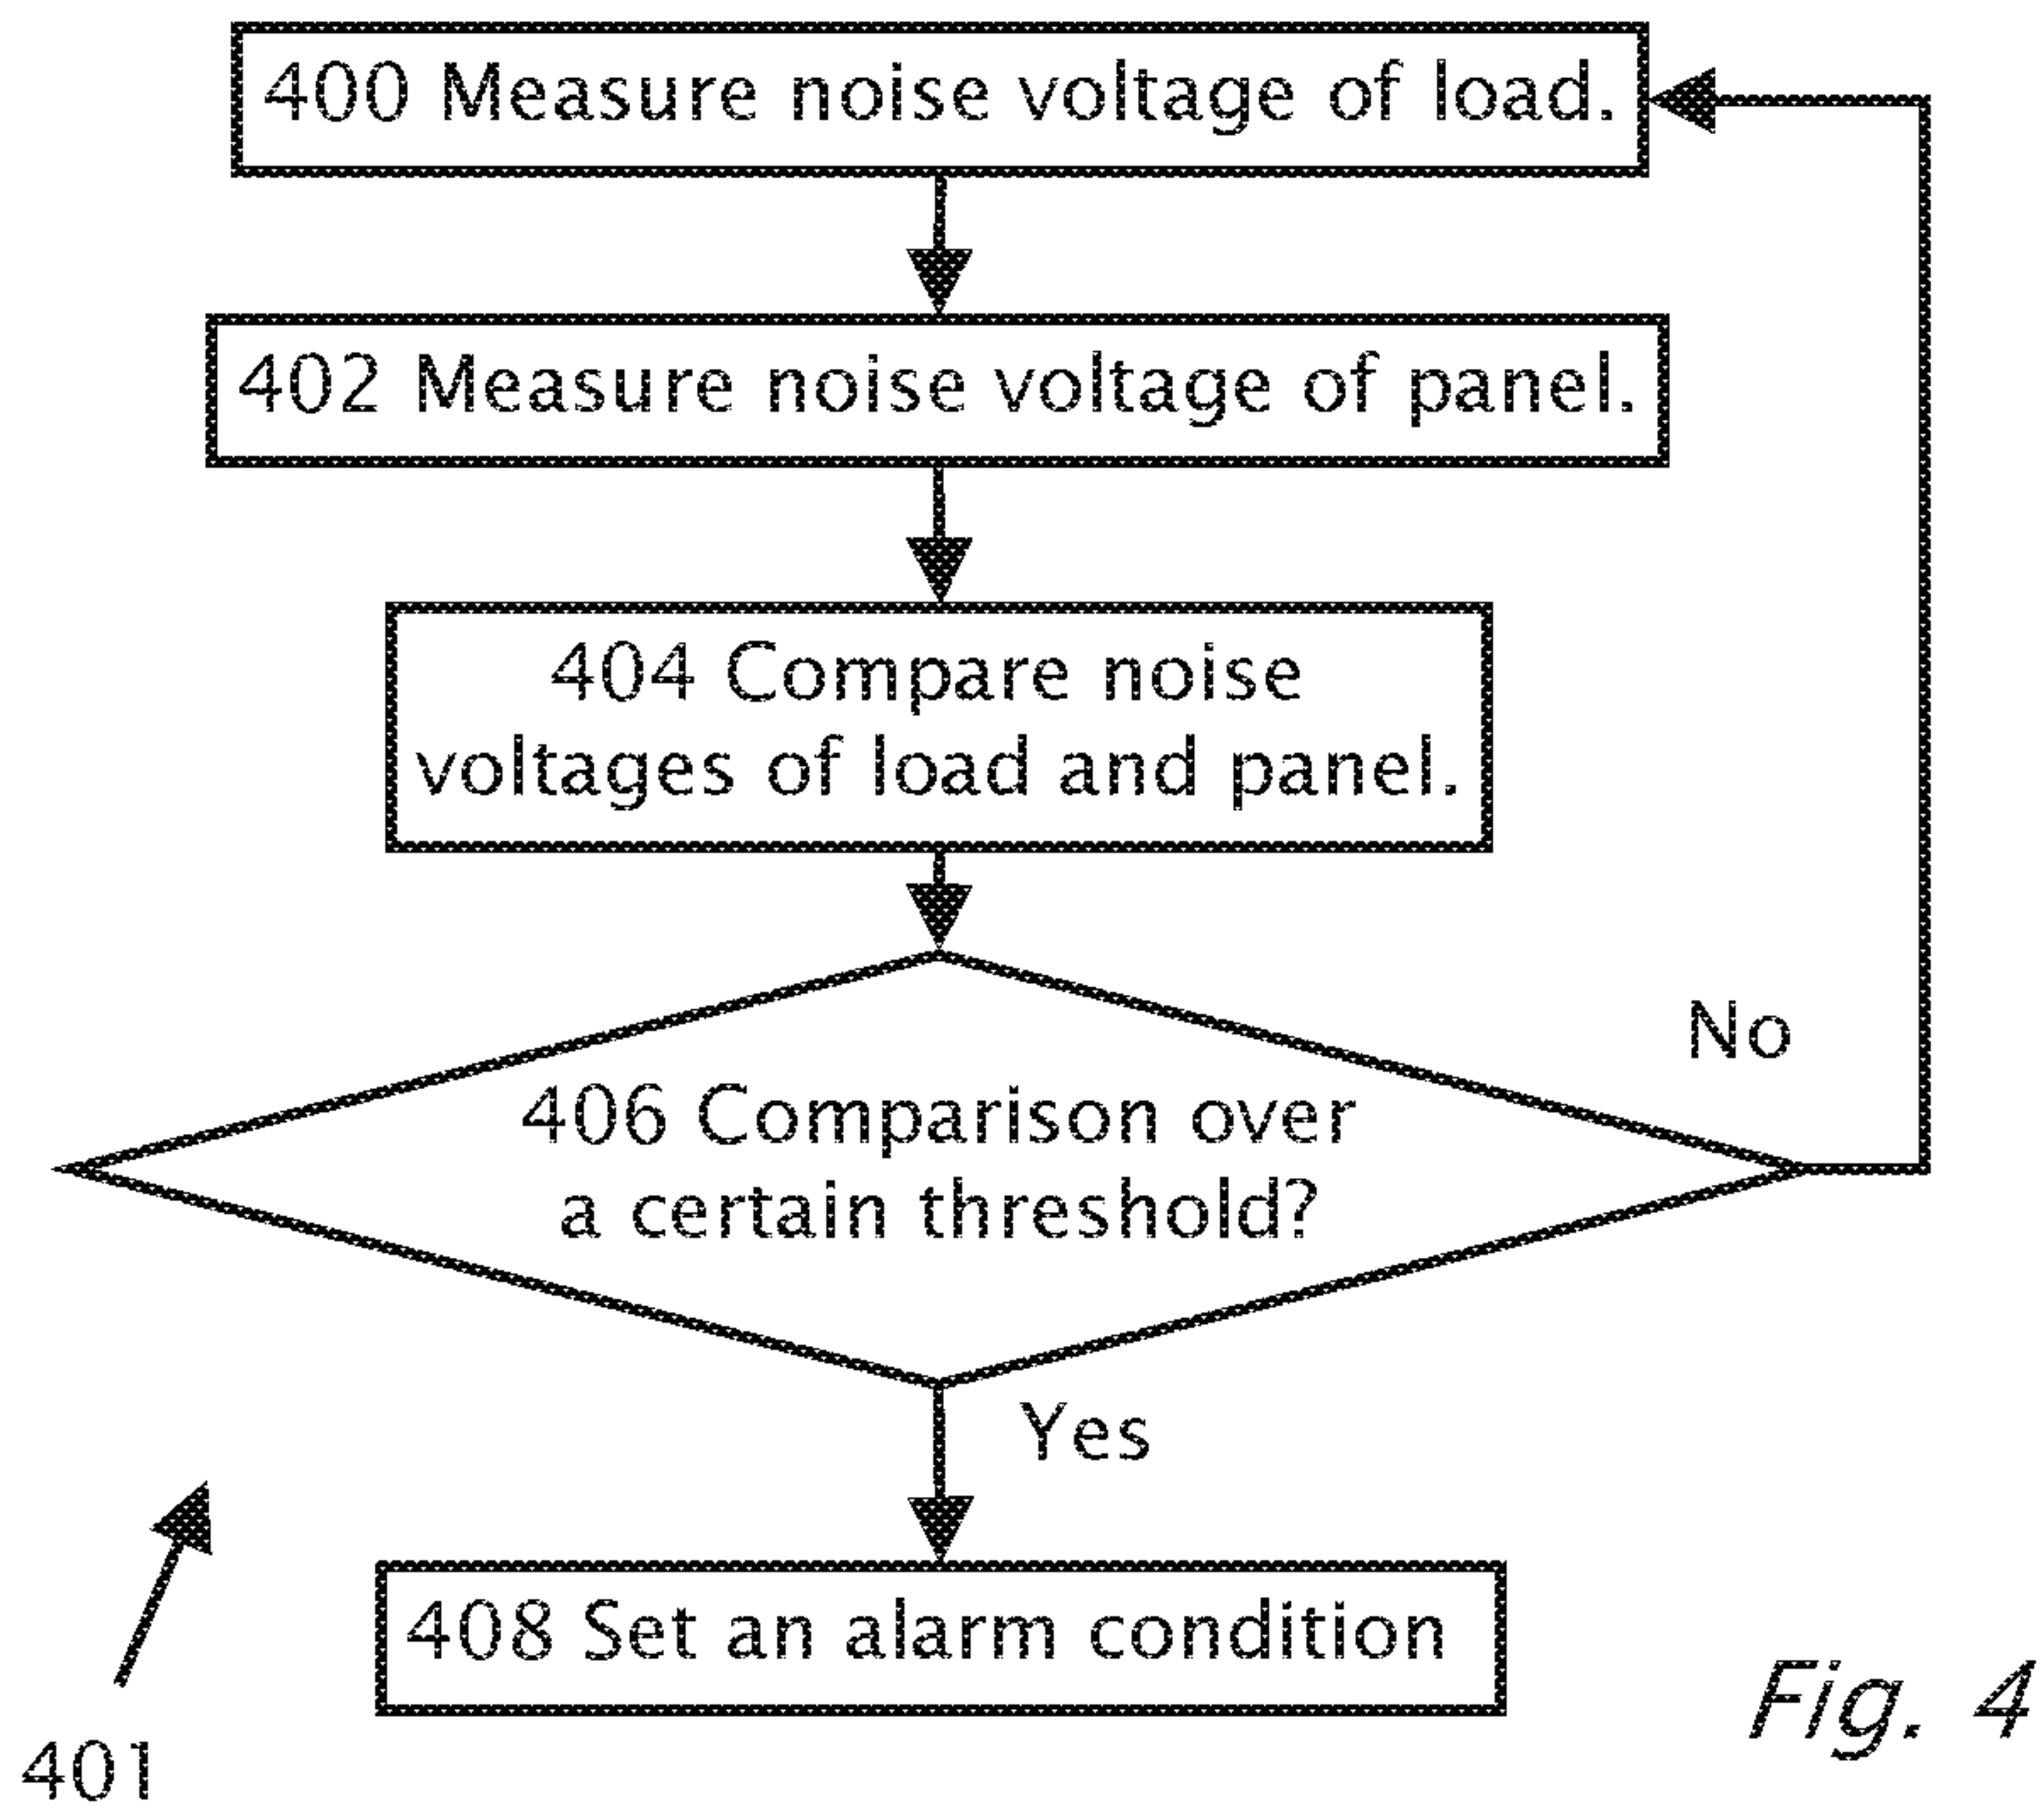 400 Measure noise voltage of load.
402 Measure noise voltage of panel.
404 Compare noise
voltages of load and panel.
No
406 Comparison over
a certain threshold?
Yes
408 Set an alarm condition
Fig. 4
401